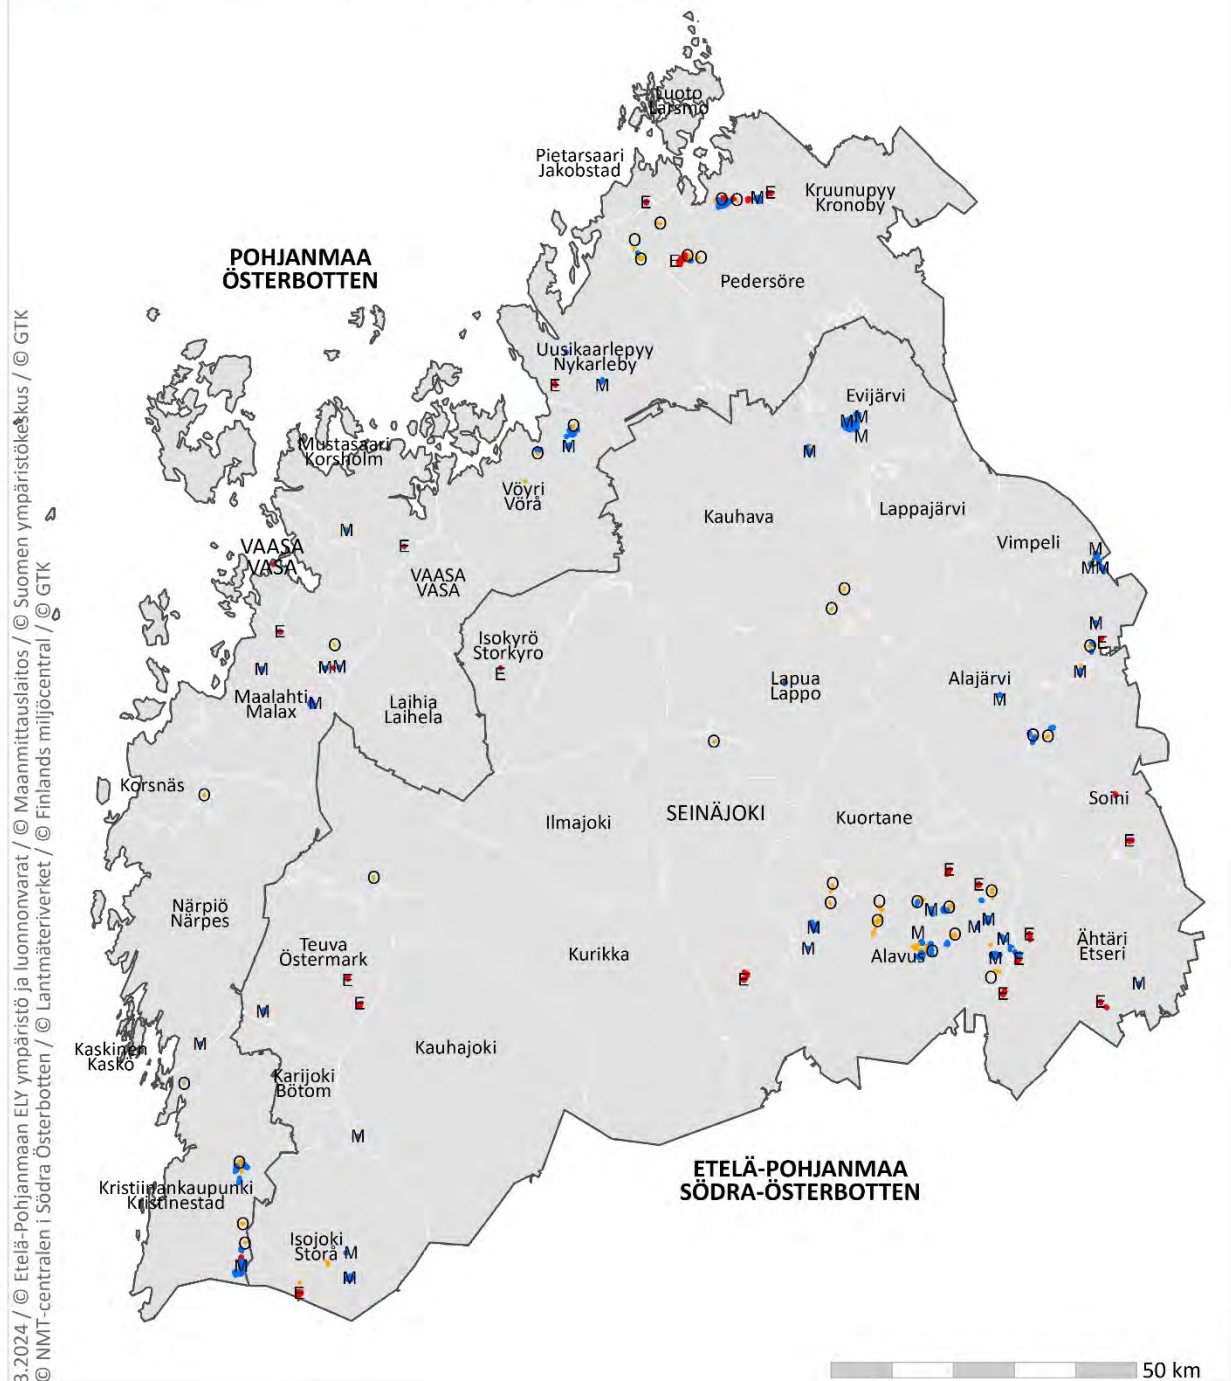 Luoto
Larsmo
Pietarsaari
Jakobstad
E
O
O
M
E
Kruunupyy
Kronoby
O
O
O
E
O
O
Pedersöre
POHJANMAA
ÖSTERBOTTEN
Uusikaarlepyy
Nykarleby
E
M
Evijärvi
M
M
M
M
O
M
O
Mustasaari
Korsholm
Vöyri
Vörå
Kauhava
Lappajärvi
Vimpeli
M
MM
M
E
VAASA
VASA
VAASA
VASA
O
O
E
O
MM
M
Maalahti
Malax
M
Isokyrö
Storkyro
E
Laihia
Laihela
Lapua
Lappo
Alajärvi
M
M
O
E
M
O
O
O
Korsnäs
O
Ilmajoki
SEINÄJOKI
Kuortane
Soini
E
O
Närpiö
Närpes
Teuva
Östermark
E
E
Kurikka
E
O
O
M
M
O
O
O
M
O
M
Alavus
O
O
E
E
O
M
M
M
M
E
E
O
E
Ähtäri
Etseri
M
E
M
M
Kaskinen
Kaskö
O
Kauhajoki
Karijoki
Bötom
M
O
Kristiinankaupunki
Kristinestad
O
O
M
Isojoki
Storå
M
M
E
ETELÄ-POHJANMAA
SÖDRA-ÖSTERBOTTEN
50 km
3.2024 / © Etelä-Pohjanmaan ELY ympäristö ja luonnonvarat / © Maanmittauslaitos / © Suomen ympäristökeskus / © GTK
© NMT-centralen i Södra Österbotten / © Lantmäteriverket / © Finlands miljöcentral / © GTK